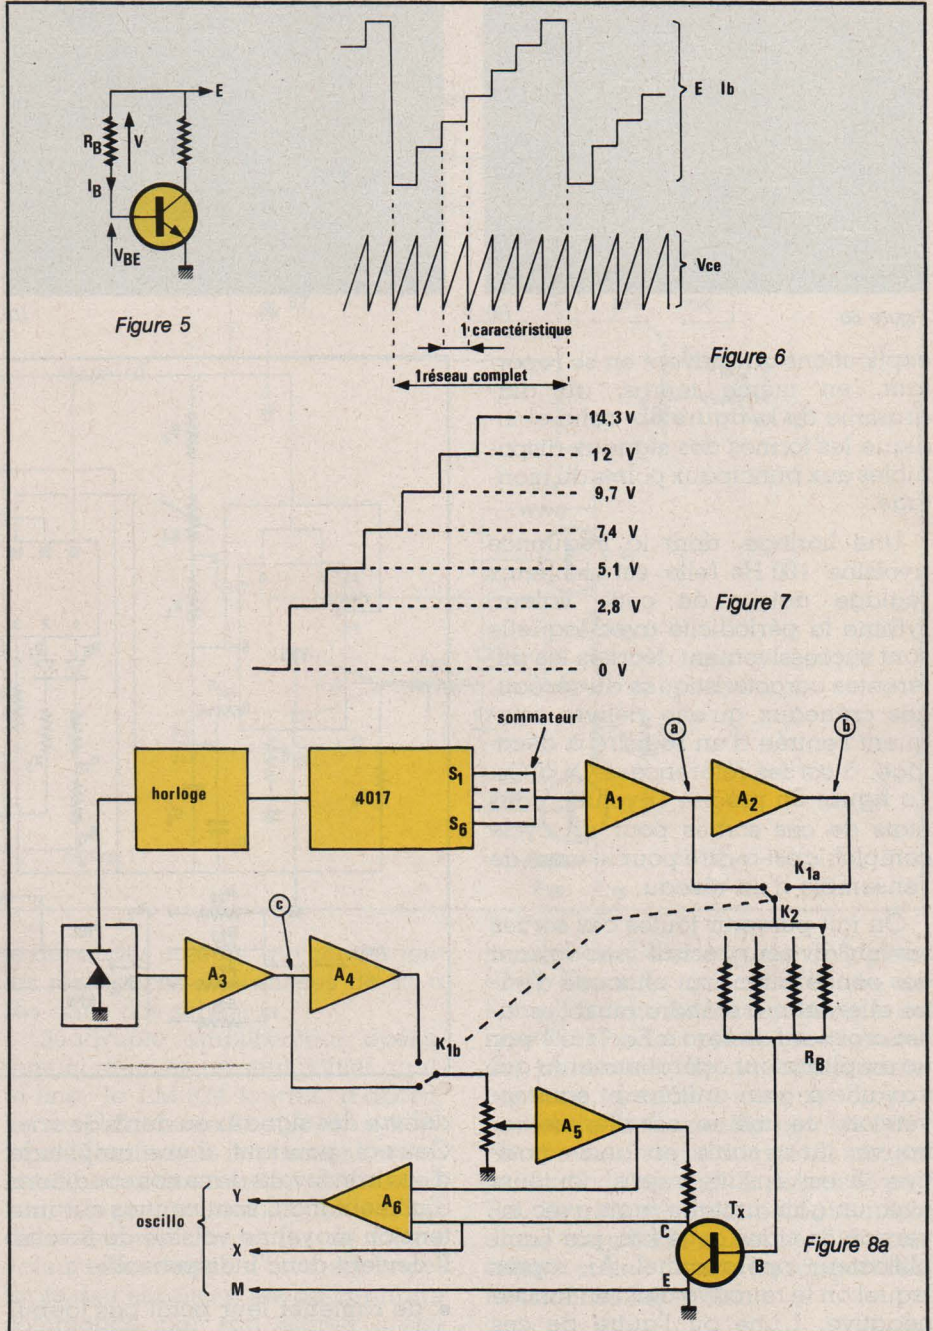 E
R_B
V
I_B
V_BE
Figure 5
E Ib
Vce
1 caractéristique
1 réseau complet
Figure 6
14,3 V
12 V
9,7 V
7,4 V
5,1 V
2,8 V
0 V
Figure 7
sommateur
a
b
horloge
4017
S1
S6
A1
A2
K1a
K2
c
A3
A4
K1b
R_B
A5
Y
A6
oscillo
X
M
C
TX
B
E
Figure 8a